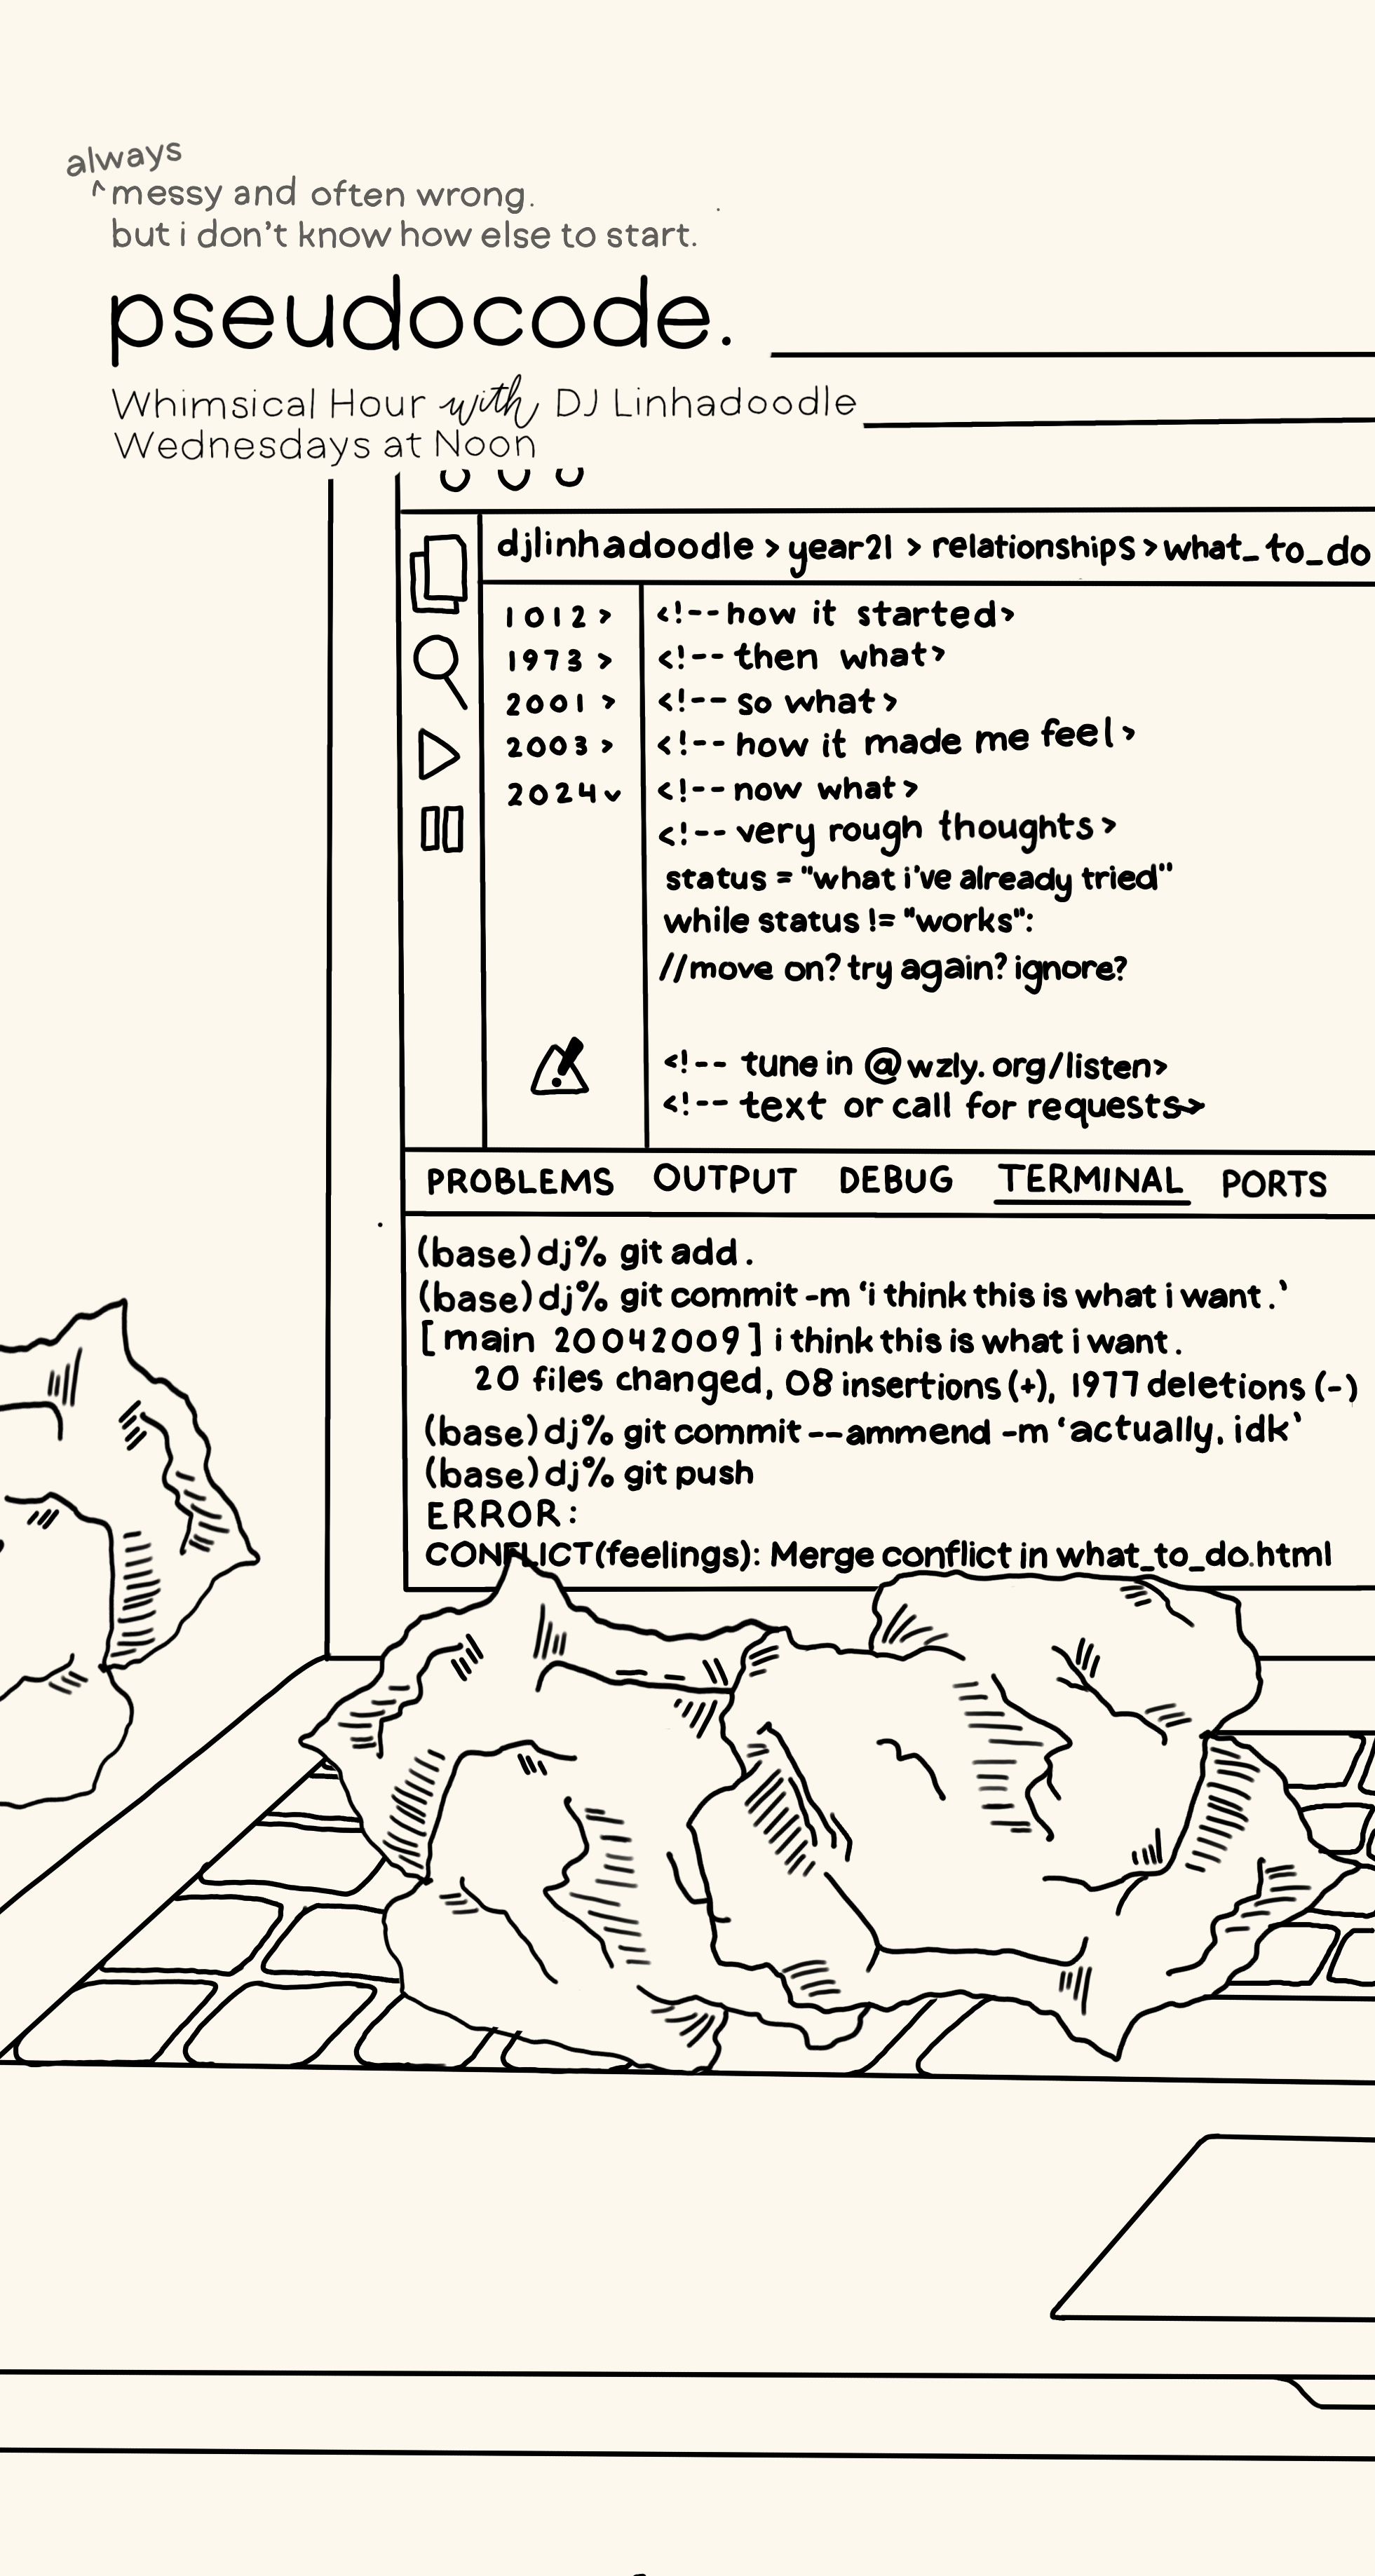 always
^messy and often wrong.
but i don't know how else to start.
pseudocode.
Whimsical Hour with DJ Linhadoodle
Wednesdays at Noon
djlinhadoodle > year21 > relationships > what_to_do
1012 > <!-- how it started>
1973 > <!-- then what>
2001 > <!-- so what>
2003 > <!-- how it made me feel>
2024 v <!-- now what>
<!-- very rough thoughts>
status = "what i've already tried"
while status != "works":
//move on? try again? ignore?
<!-- tune in @wzly.org/listen>
<!-- text or call for requests>
PROBLEMS OUTPUT DEBUG TERMINAL PORTS
(base) dj% git add .
(base) dj% git commit -m 'i think this is what i want.'
[main 20042009] i think this is what i want.
20 files changed, 08 insertions (+), 1977 deletions (-)
(base) dj% git commit --ammend -m 'actually, idk'
(base) dj% git push
ERROR:
CONFLICT(feelings): Merge conflict in what_to_do.html